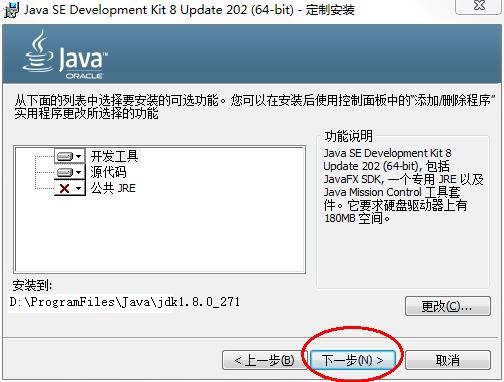 Java SE Development Kit 8 Update 202 (64-bit) - 定制安装
Java™
ORACLE
从下面的列表中选择要安装的可选功能。您可以在安装后使用控制面板中的“添加/删除程序”
实用程序更改所选择的功能
开发工具
源代码
公共 JRE
功能说明
Java SE Development Kit 8
Update 202 (64-bit), 包括
JavaFX SDK, 一个专用 JRE 以及
Java Mission Control 工具套
件。它要求硬盘驱动器上有
180MB 空间。
安装到:
D:\ProgramFiles\Java\jdk1.8.0_271
更改(C)...
< 上一步(B)
下一步(N) >
取消